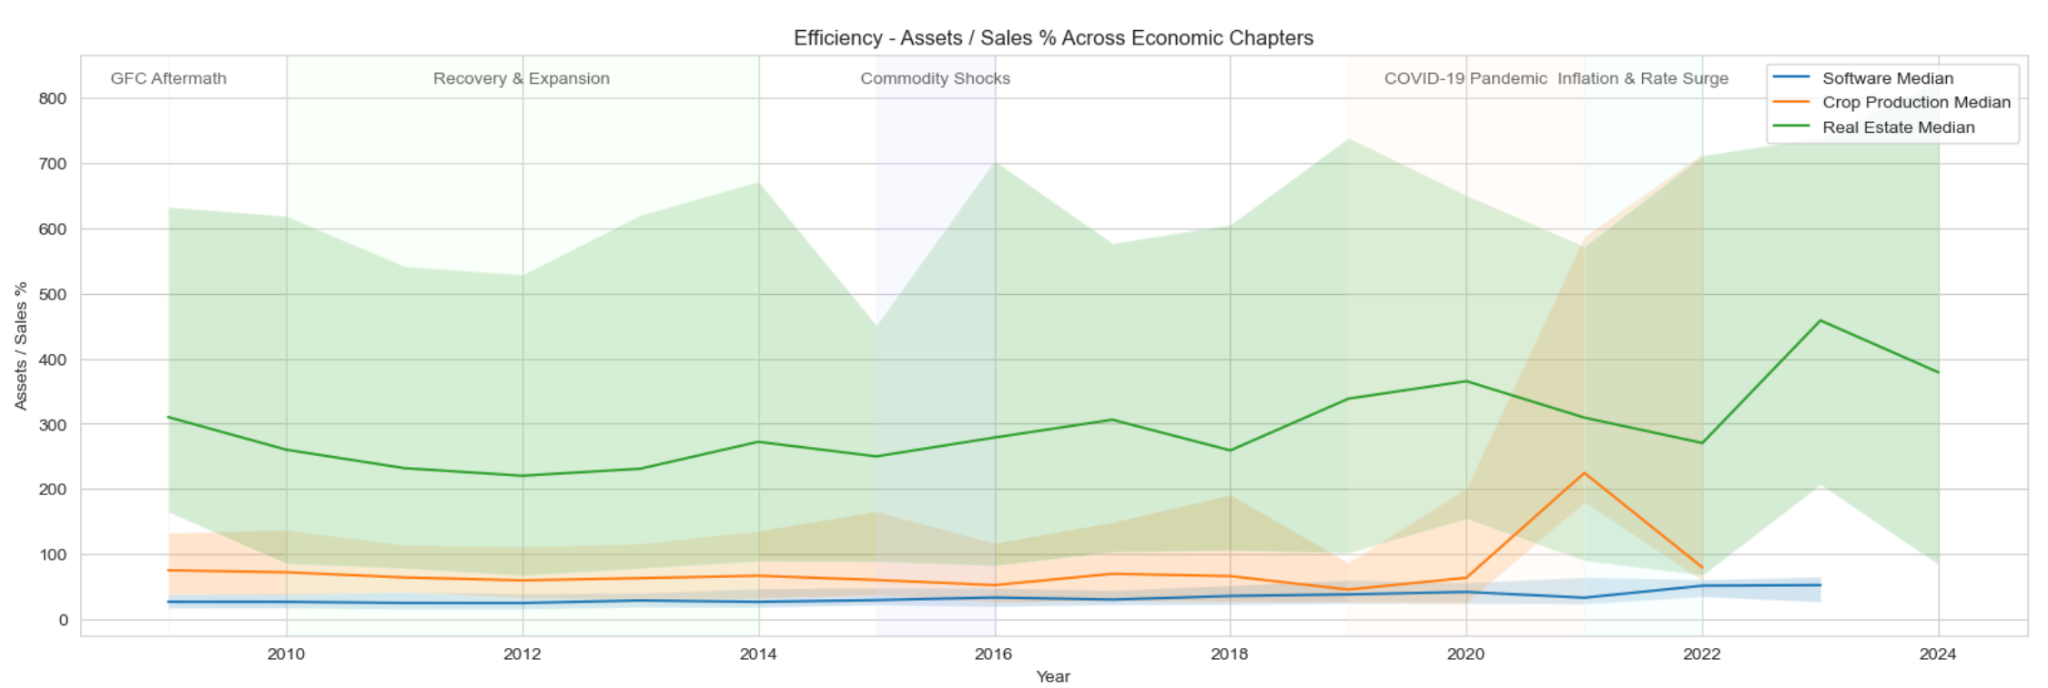 Efficiency - Assets / Sales % Across Economic Chapters
GFC Aftermath
Recovery & Expansion
Commodity Shocks
COVID-19 Pandemic
Inflation & Rate Surge
Software Median
Crop Production Median
Real Estate Median
Assets / Sales %
800
700
600
500
400
300
200
100
0
2010
2012
2014
2016
2018
2020
2022
2024
Year